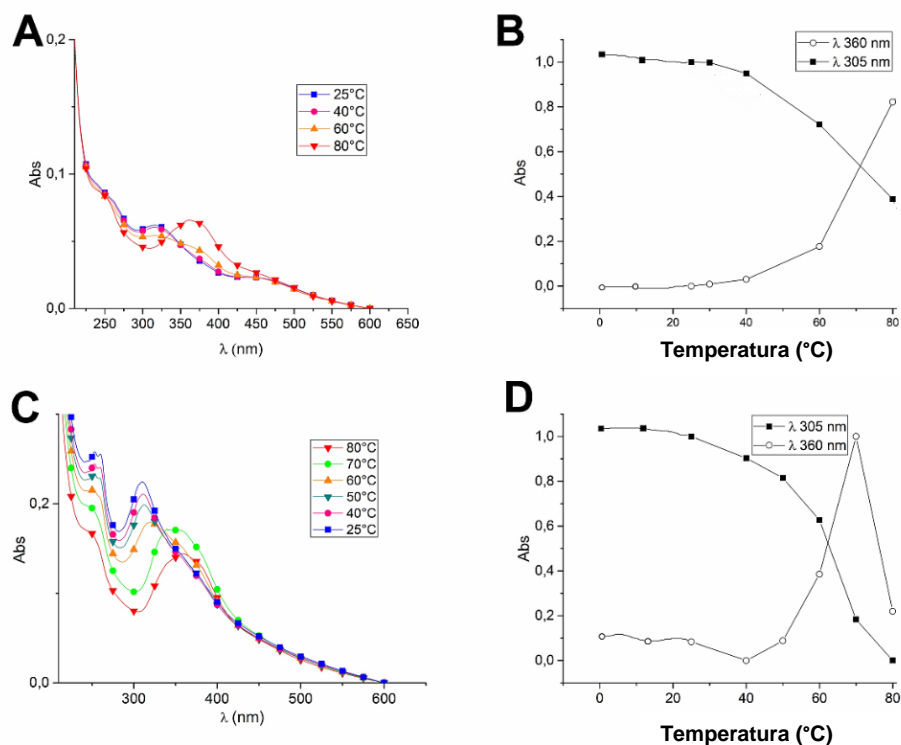 A
0,2
0,1
0,0
Abs
25°C
40°C
60°C
80°C
250 300 350 400 450 500 550 600 650
λ (nm)
B
λ 360 nm
λ 305 nm
1,0
0,8
0,6
0,4
0,2
0,0
Abs
0 20 40 60 80
Temperatura (°C)
C
0,2
0,0
Abs
80°C
70°C
60°C
50°C
40°C
25°C
300 400 500 600
λ (nm)
D
λ 305 nm
λ 360 nm
1,0
0,8
0,6
0,4
0,2
0,0
Abs
0 20 40 60 80
Temperatura (°C)